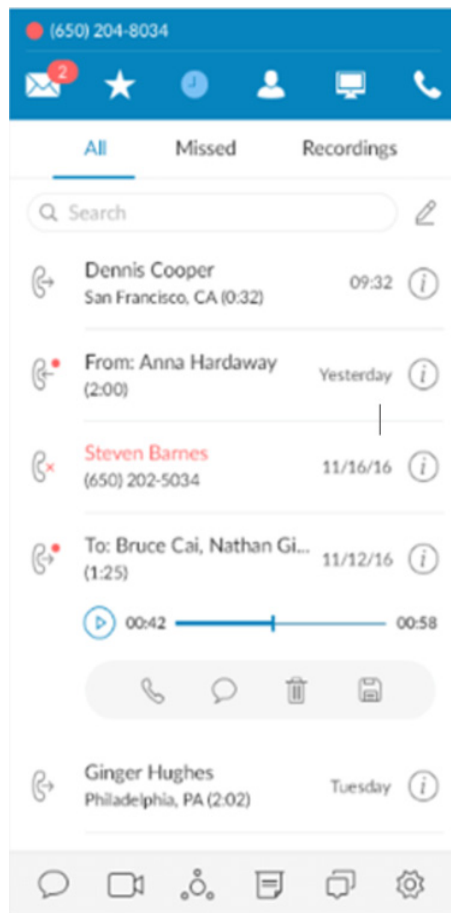 (650) 204-8034
2
All Missed Recordings
Search
Dennis Cooper
San Francisco, CA (0:32)
09:32
From: Anna Hardaway
(2:00)
Yesterday
Steven Barnes
(650) 202-5034
11/16/16
To: Bruce Cai, Nathan Gi...
(1:25)
11/12/16
00:42 00:58
Ginger Hughes
Philadelphia, PA (2:02)
Tuesday